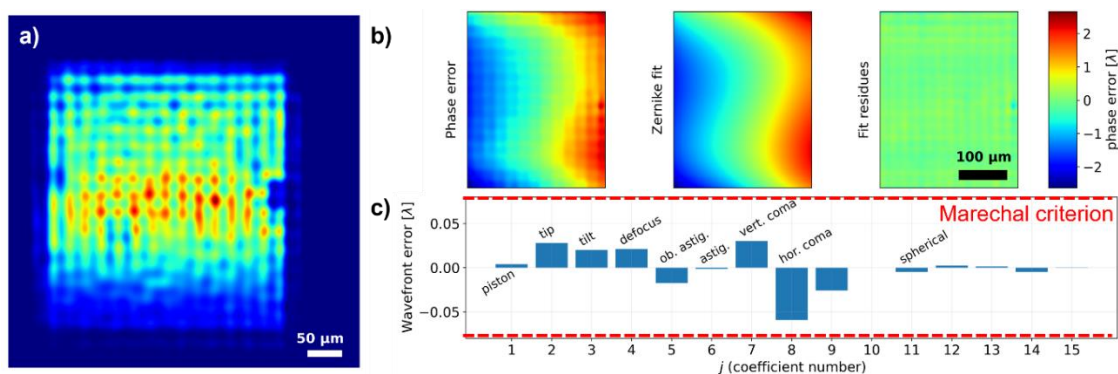 a)
50 μm
b)
Phase error
Zernike fit
Fit residues
100 μm
2
1
0
−1
−2
phase error [λ]
c)
Marechal criterion
Wavefront error [λ]
0.05
0.00
−0.05
piston
tip
tilt
defocus
ob. astig.
astig.
vert. coma
hor. coma
spherical
1 2 3 4 5 6 7 8 9 10 11 12 13 14 15
j (coefficient number)